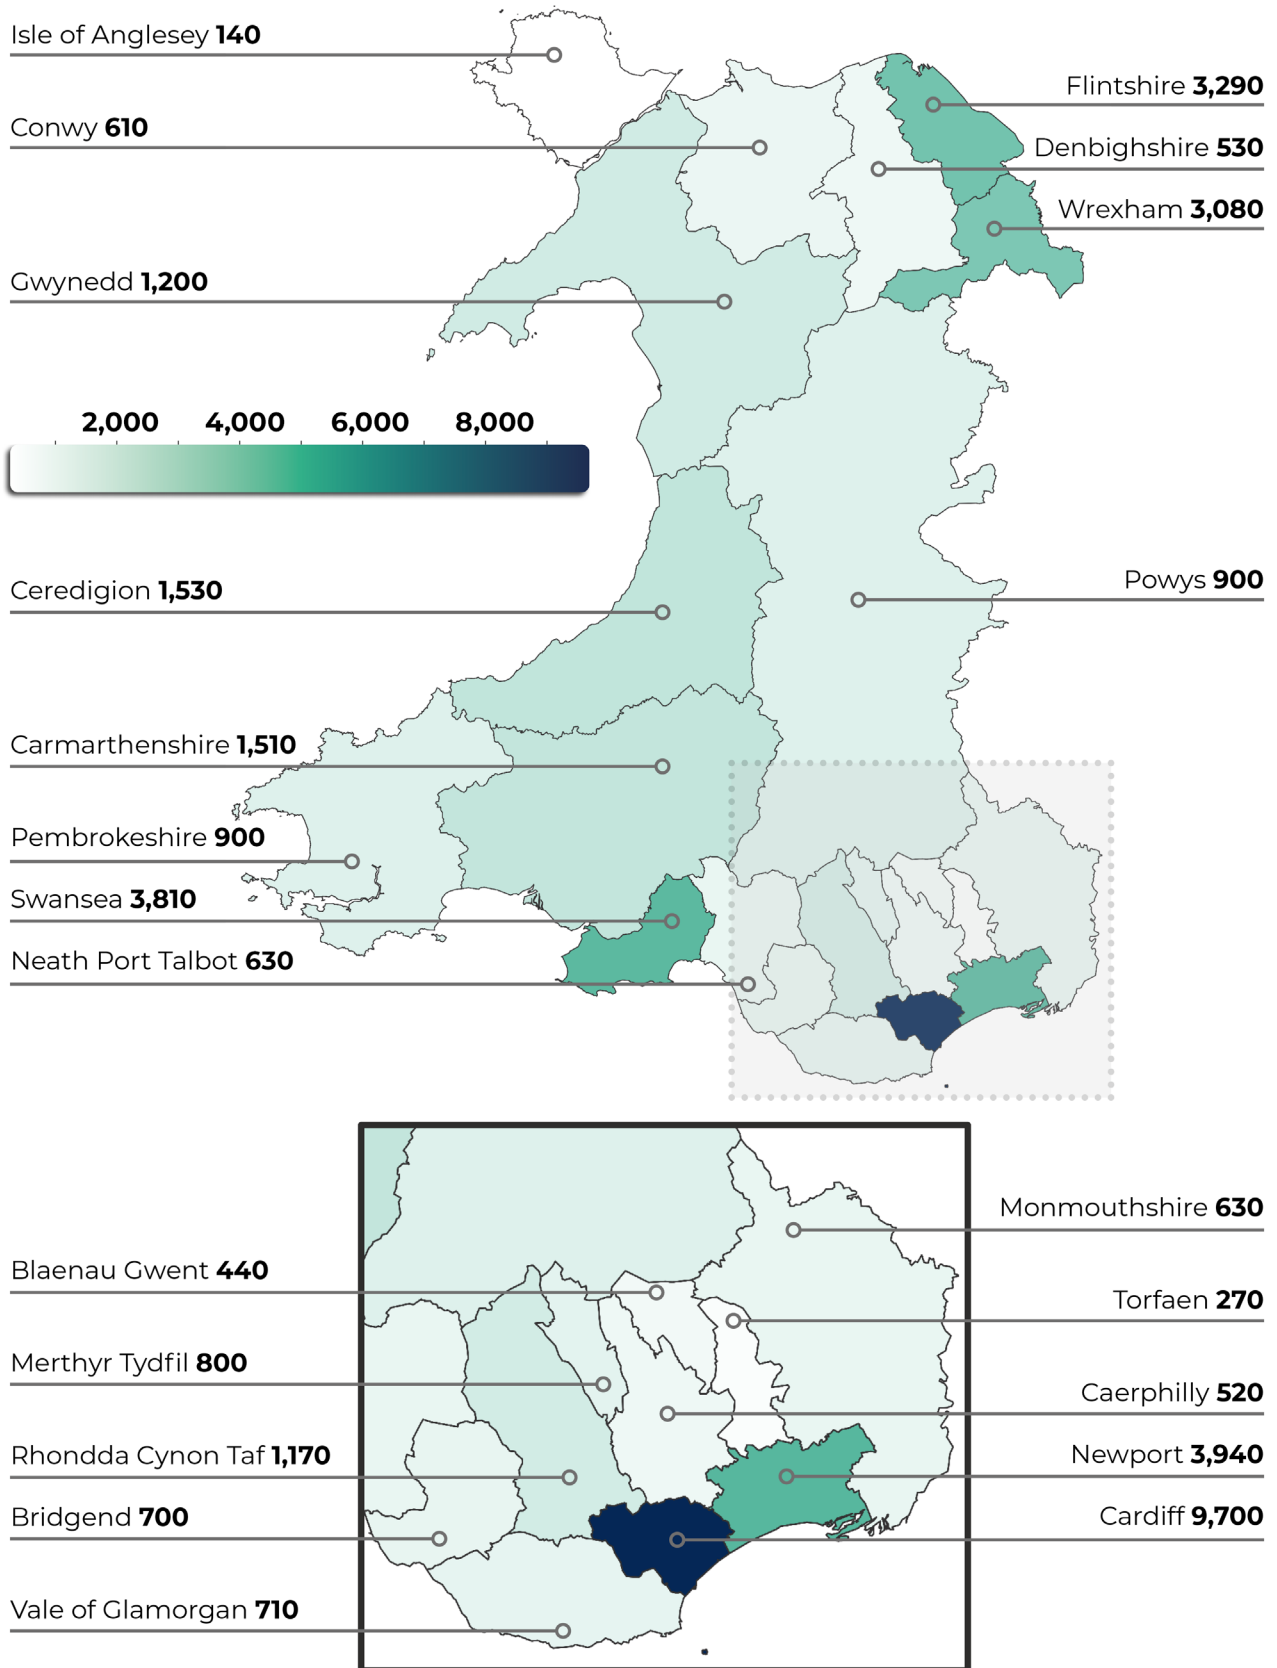 Isle of Anglesey 140
Flintshire 3,290
Conwy 610
Denbighshire 530
Wrexham 3,080
Gwynedd 1,200
2,000 4,000 6,000 8,000
Ceredigion 1,530
Powys 900
Carmarthenshire 1,510
Pembrokeshire 900
Swansea 3,810
Neath Port Talbot 630
Monmouthshire 630
Blaenau Gwent 440
Torfaen 270
Merthyr Tydfil 800
Caerphilly 520
Rhondda Cynon Taf 1,170
Newport 3,940
Bridgend 700
Cardiff 9,700
Vale of Glamorgan 710